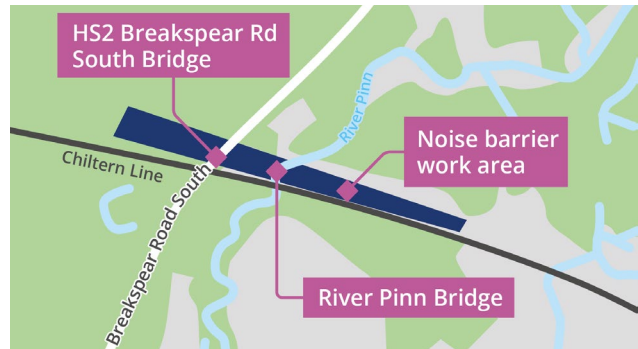 HS2 Breakspear Rd
South Bridge
River Pinn
Noise barrier
work area
Chiltern Line
Breakspear Road South
River Pinn Bridge